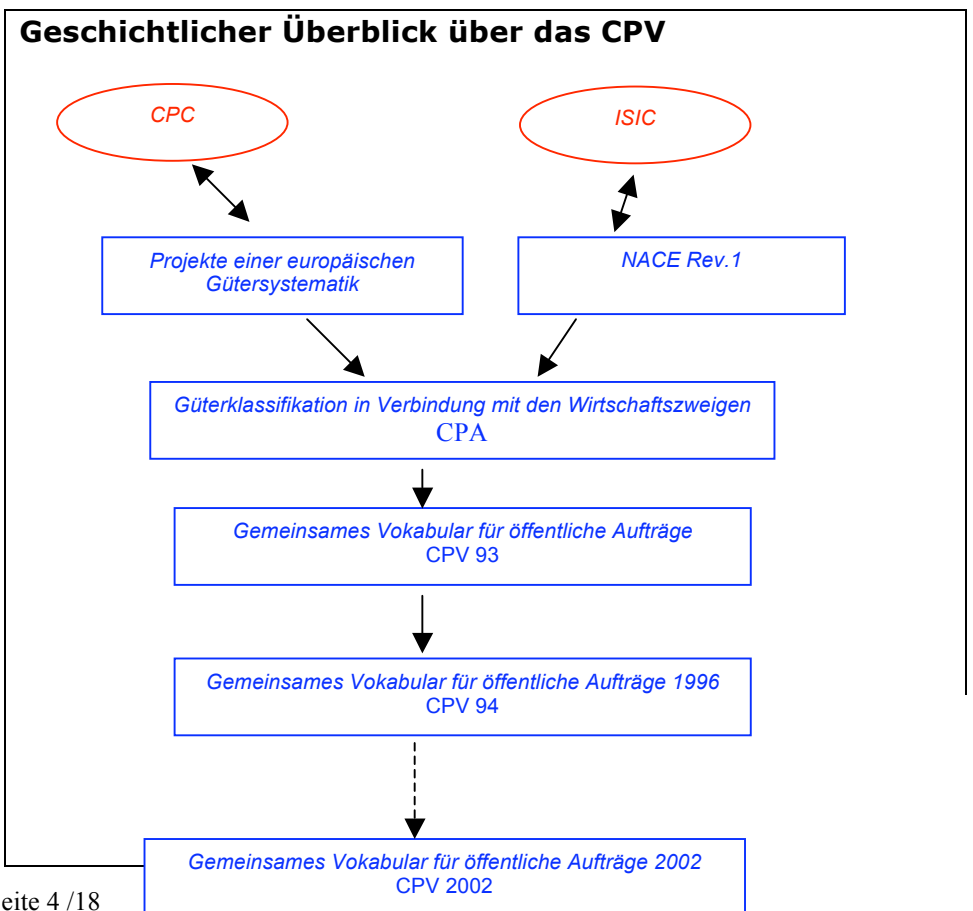 Geschichtlicher Überblick über das CPV
CPC
ISIC
Projekte einer europäischen
Gütersystematik
NACE Rev.1
Güterklassifikation in Verbindung mit den Wirtschaftszweigen
CPA
Gemeinsames Vokabular für öffentliche Aufträge
CPV 93
Gemeinsames Vokabular für öffentliche Aufträge 1996
CPV 94
Gemeinsames Vokabular für öffentliche Aufträge 2002
CPV 2002
eite 4 /18